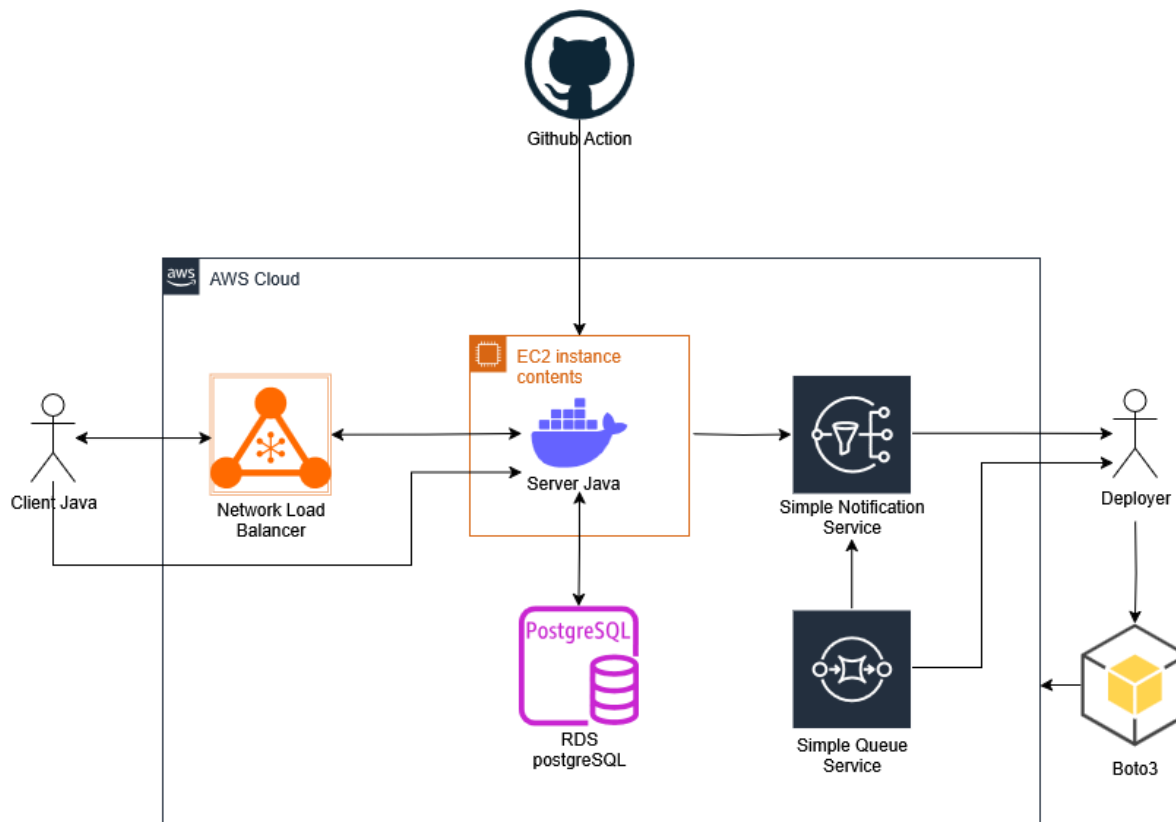 Github Action
aws
AWS Cloud
EC2 instance
contents
Client Java
Network Load
Balancer
Server Java
Simple Notification
Service
Deployer
PostgreSQL
RDS
postgreSQL
Simple Queue
Service
Boto3